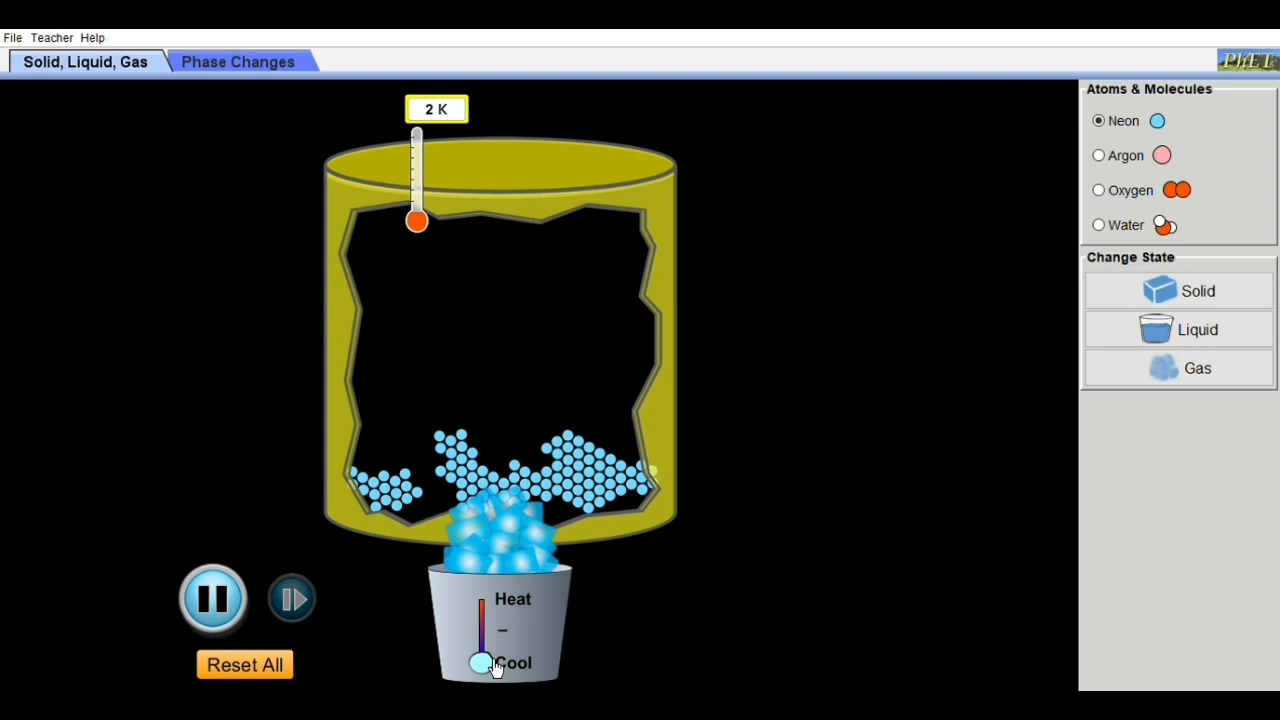 File Teacher Help
Solid, Liquid, Gas Phase Changes
PhET
2 K
Atoms & Molecules
Neon
Argon
Oxygen
Water
Change State
Solid
Liquid
Gas
Heat
Cool
Reset All